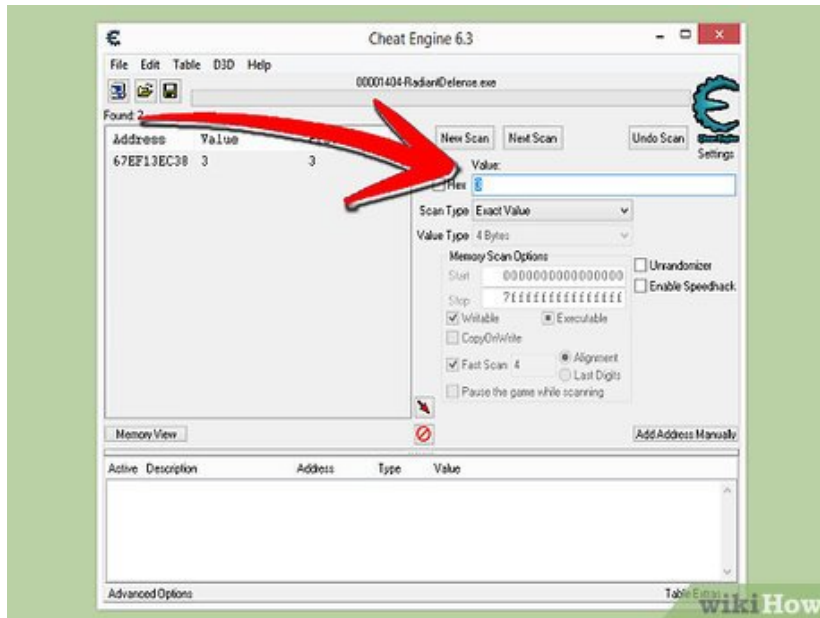 Cheat Engine 6.3
File Edit Table D3D Help
00001404-RadiantDefense.exe
Found: 2
Address Value
67EF13EC38 3 3
New Scan Next Scan Undo Scan
Settings
Value:
Hex 3
Scan Type Exact Value
Value Type 4 Bytes
Memory Scan Options
Start 0000000000000000
Stop 7fffffffffffffff
Unrandomizer
Enable Speedhack
Writable Executable
CopyOnWrite
Fast Scan 4 Alignment
Last Digits
Pause the game while scanning
Memory View Add Address Manually
Active Description Address Type Value
Advanced Options Table Extras
wikiHow